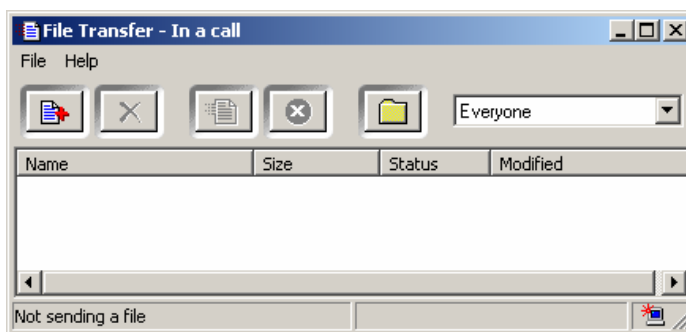 File Transfer - In a call
File Help
Everyone
Name Size Status Modified
Not sending a file